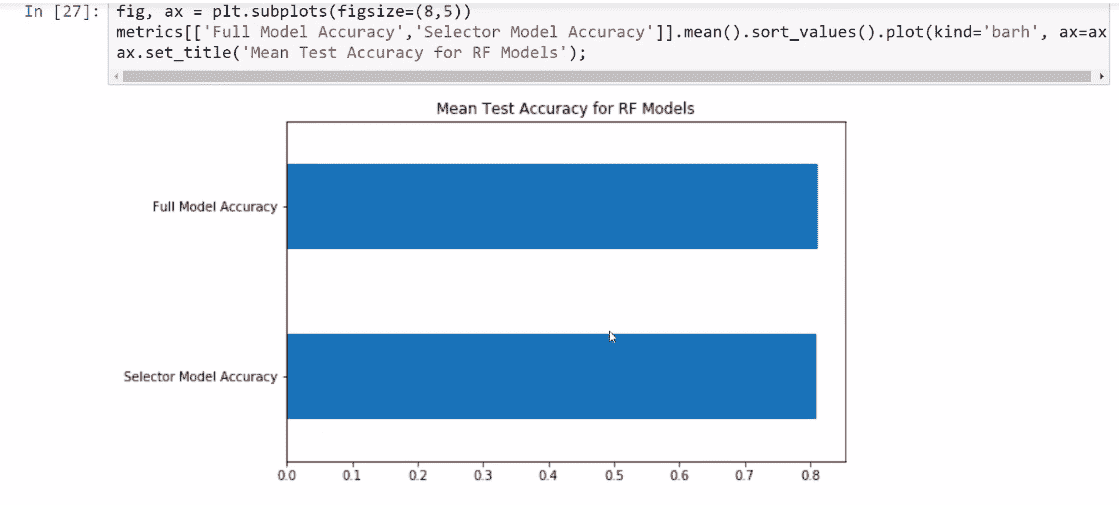 In [27]: fig, ax = plt.subplots(figsize=(8,5))
metrics[['Full Model Accuracy','Selector Model Accuracy']].mean().sort_values().plot(kind='barh', ax=ax
ax.set_title('Mean Test Accuracy for RF Models');
Mean Test Accuracy for RF Models
Full Model Accuracy
Selector Model Accuracy
0.0 0.1 0.2 0.3 0.4 0.5 0.6 0.7 0.8